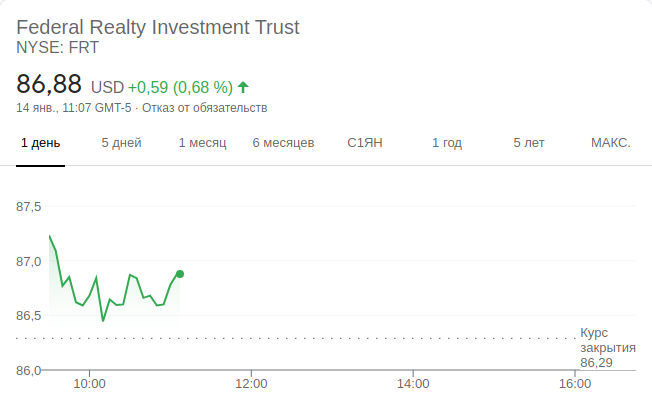 Federal Realty Investment Trust
NYSE: FRT
86,88 USD +0,59 (0,68 %)
14 янв., 11:07 GMT-5 · Отказ от обязательств
1 день 5 дней 1 месяц 6 месяцев С1ЯН 1 год 5 лет МАКС.
87,5
87,0
86,5
Курс
закрытия
86,29
86,0
10:00 12:00 14:00 16:00